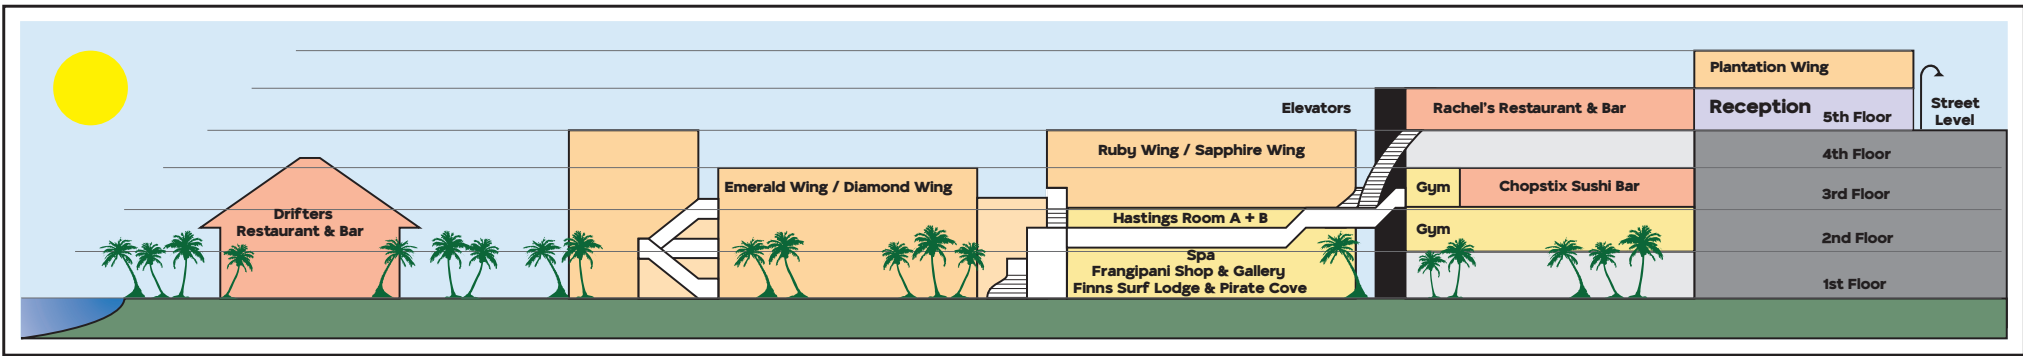 Plantation Wing
Elevators
Rachel's Restaurant & Bar
Reception
5th Floor
Street
Level
Ruby Wing / Sapphire Wing
4th Floor
Emerald Wing / Diamond Wing
Gym
Chopstix Sushi Bar
3rd Floor
Drifters
Restaurant & Bar
Hastings Room A + B
Gym
2nd Floor
Spa
Frangipani Shop & Gallery
Finns Surf Lodge & Pirate Cove
1st Floor